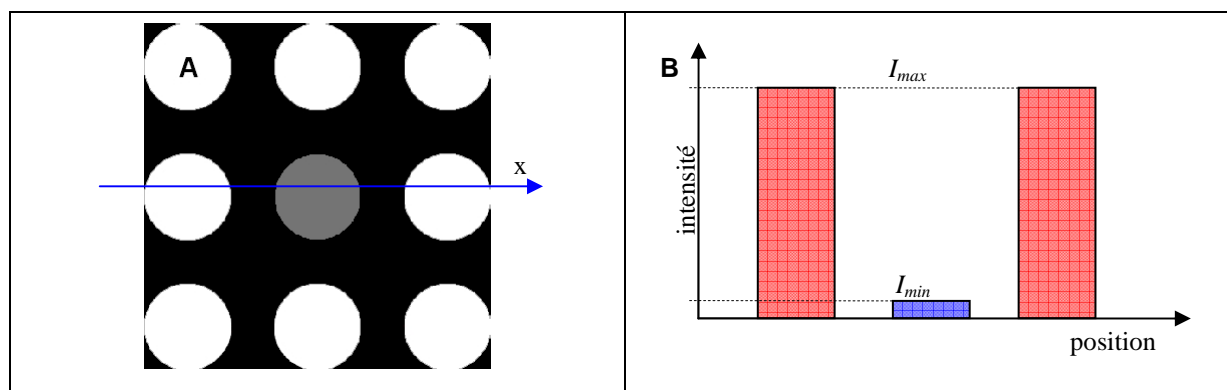 A
x
B
I_max
intensité
I_min
position